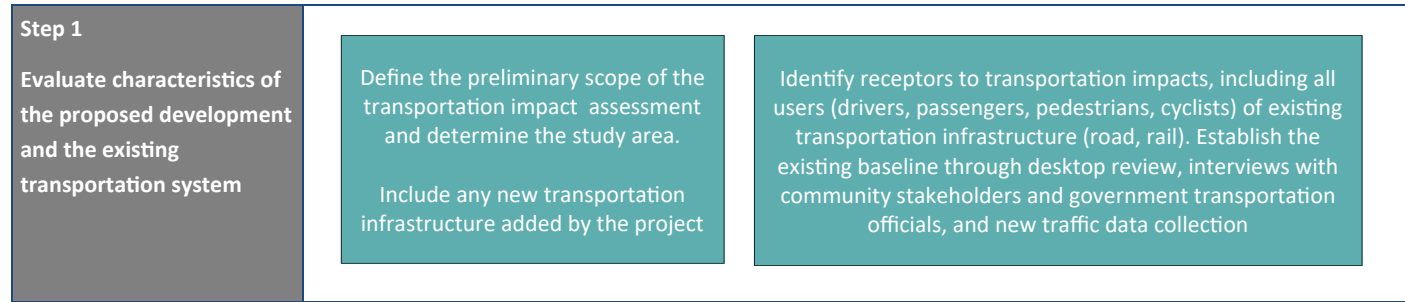 Step 1
Evaluate characteristics of
the proposed development
and the existing
transportation system
Define the preliminary scope of the
transportation impact assessment
and determine the study area.
Include any new transportation
infrastructure added by the project
Identify receptors to transportation impacts, including all
users (drivers, passengers, pedestrians, cyclists) of existing
transportation infrastructure (road, rail). Establish the
existing baseline through desktop review, interviews with
community stakeholders and government transportation
officials, and new traffic data collection